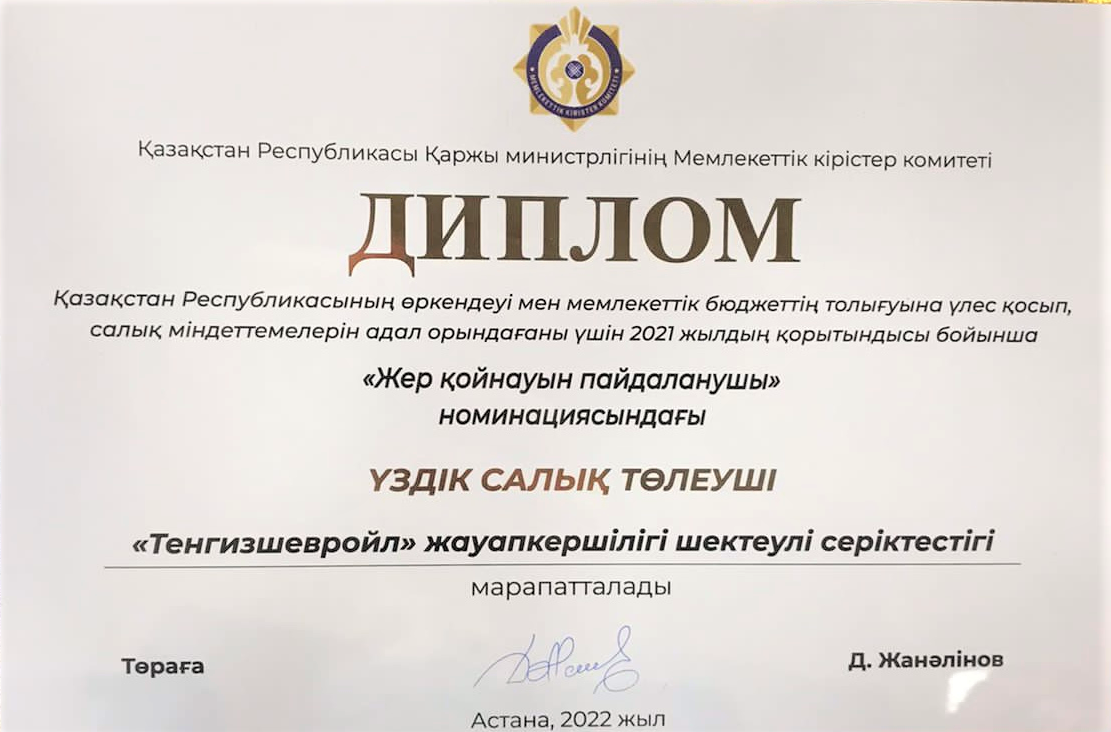 МЕМЛЕКЕТТІК КІРІСТЕР КОМИТЕТІ
Қазақстан Республикасы Қаржы министрлігінің Мемлекеттік кірістер комитеті
ДИПЛОМ
Қазақстан Республикасының өркендеуі мен мемлекеттік бюджеттің толығуына үлес қосып,
салық міндеттемелерін адал орындағаны үшін 2021 жылдың қорытындысы бойынша
«Жер қойнауын пайдаланушы»
номинациясындағы
ҮЗДІК САЛЫҚ ТӨЛЕУШІ
«Тенгизшевройл» жауапкершілігі шектеулі серіктестігі
марапатталады
Төраға
Д. Жанәлінов
Астана, 2022 жыл